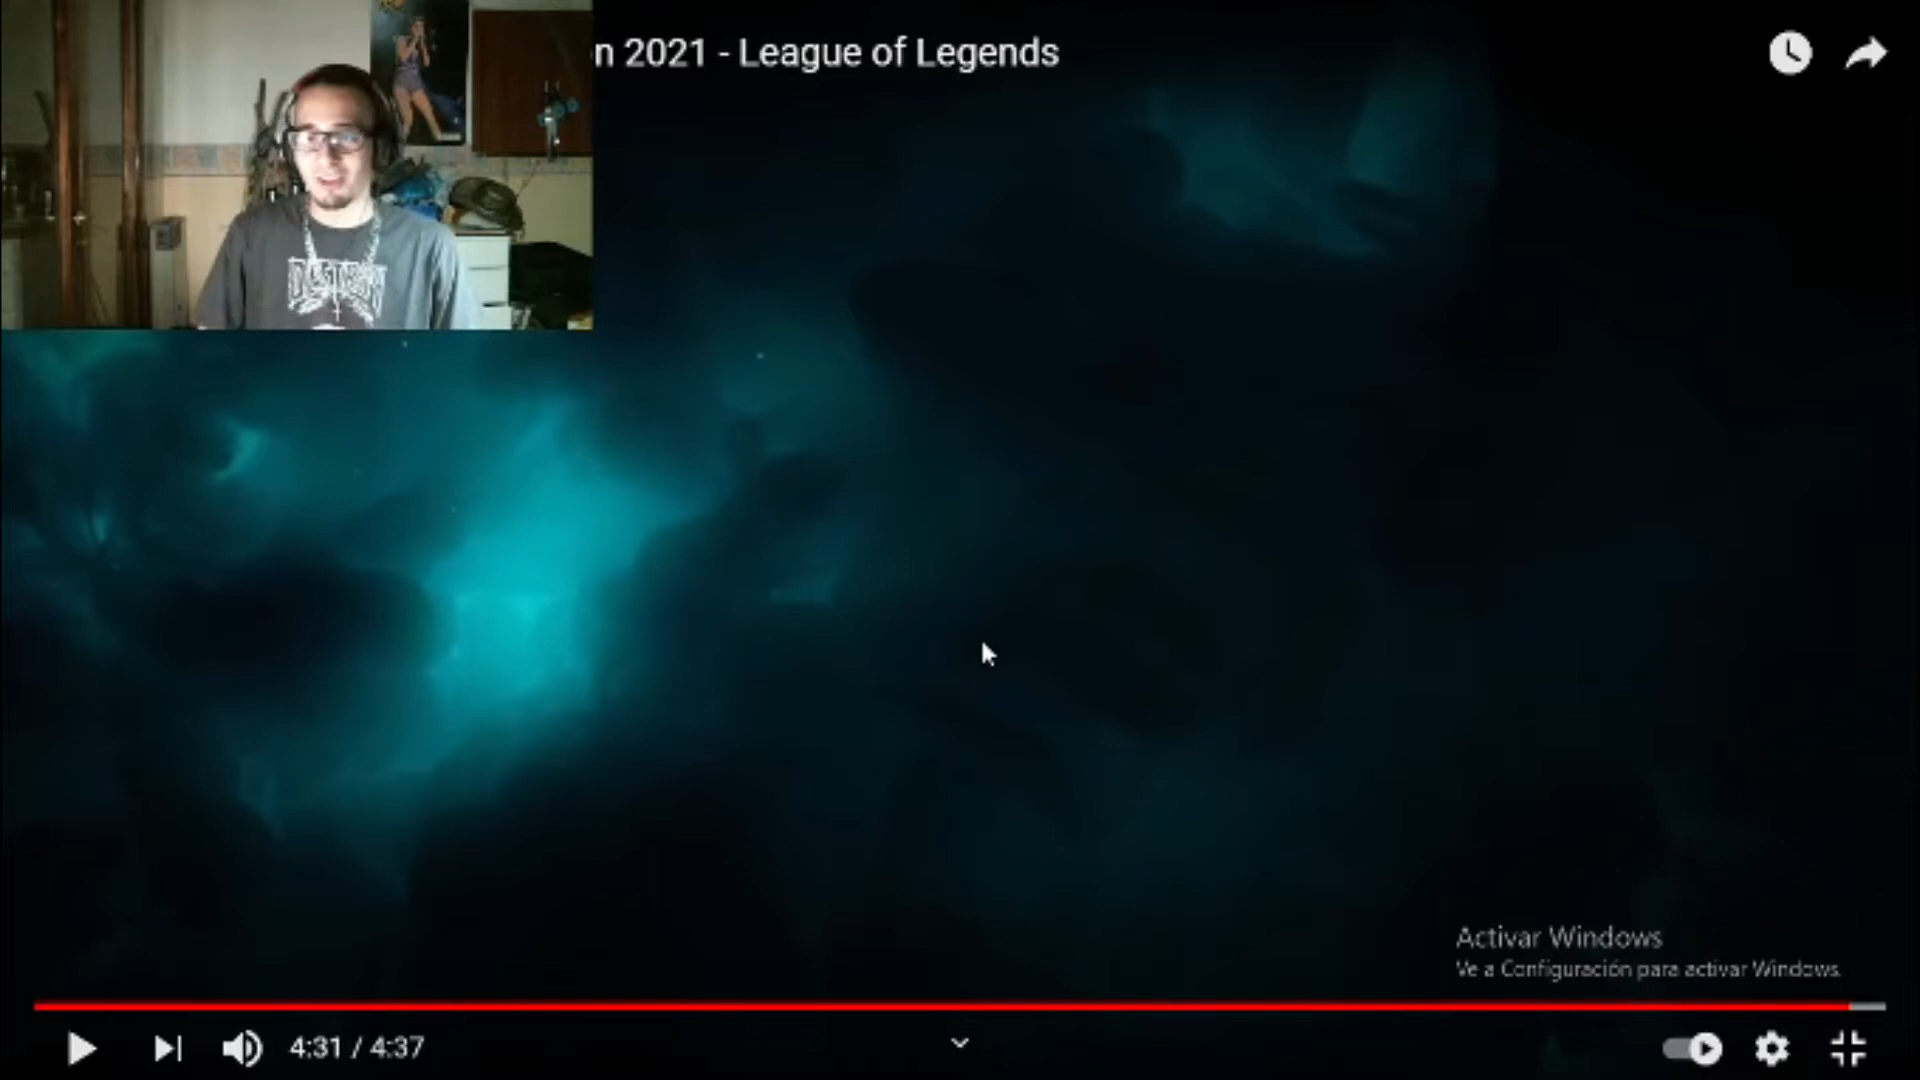 n 2021 - League of Legends
Activar Windows
Ve a Configuración para activar Windows.
4:31 / 4:37